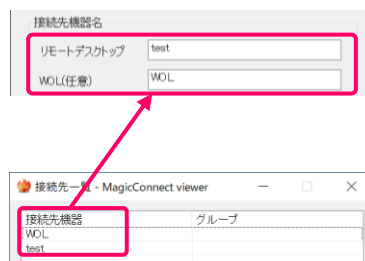 接続先機器名
リモートデスクトップ test
WOL(任意) WOL
接続先一覧 - MagicConnect viewer
接続先機器 グループ
WOL
test